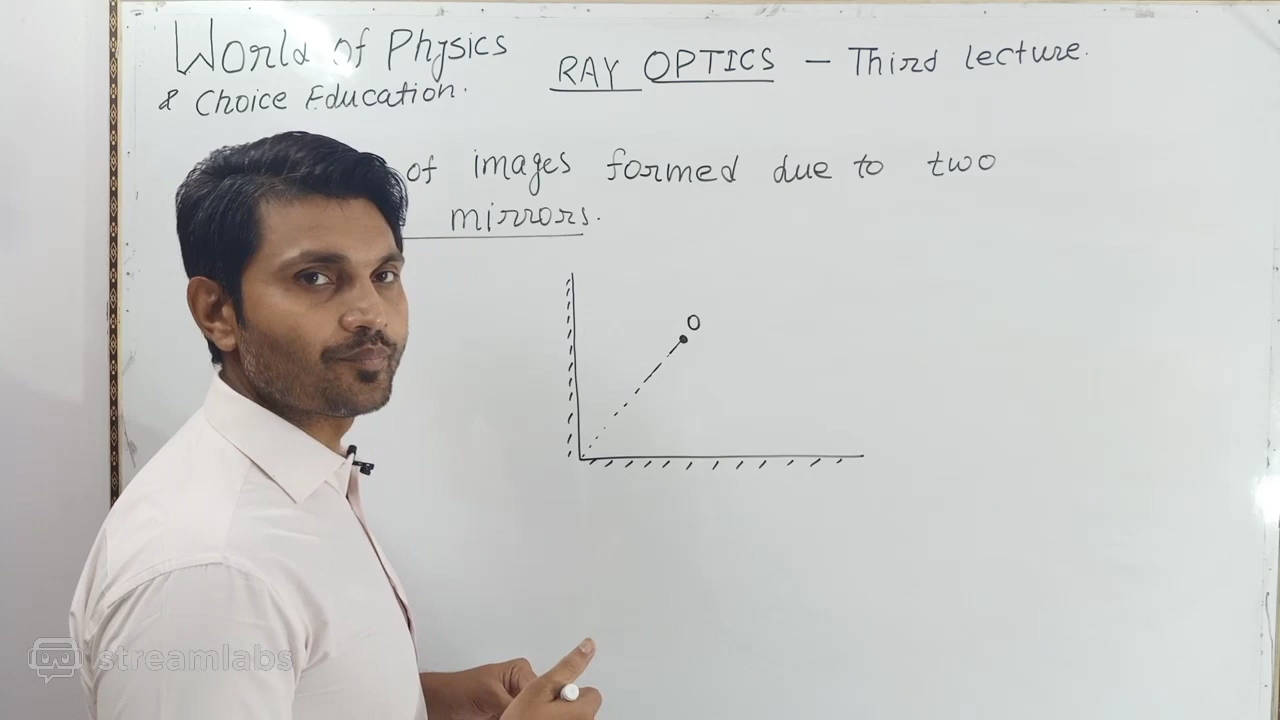 World of Physics
& Choice Education.
RAY OPTICS - Third lecture.
of images formed due to two
mirrors.
O
streamlabs